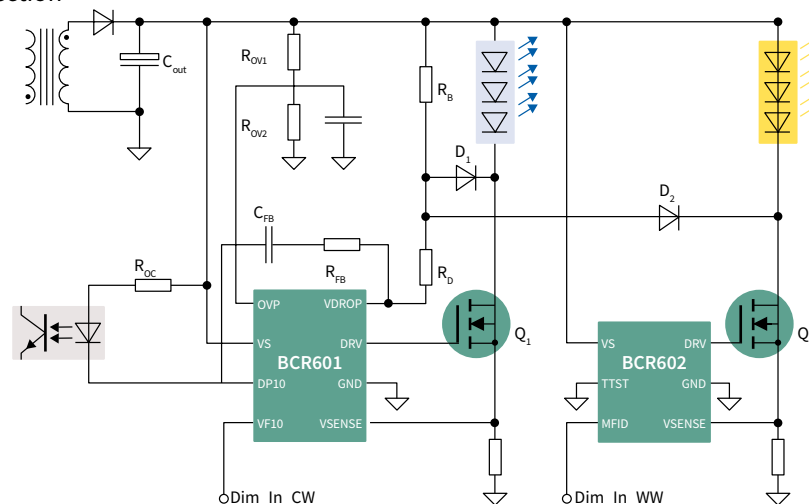 C_out
R_OV1
R_OV2
R_B
D_1
D_2
C_FB
R_FB
R_D
R_OC
OVP
VDROP
VS
DRV
BCR601
DP10
GND
VF10
VSENSE
Q_1
VS
DRV
BCR602
TTST
GND
MFID
VSENSE
Q
Dim_In_CW
Dim_In_WW